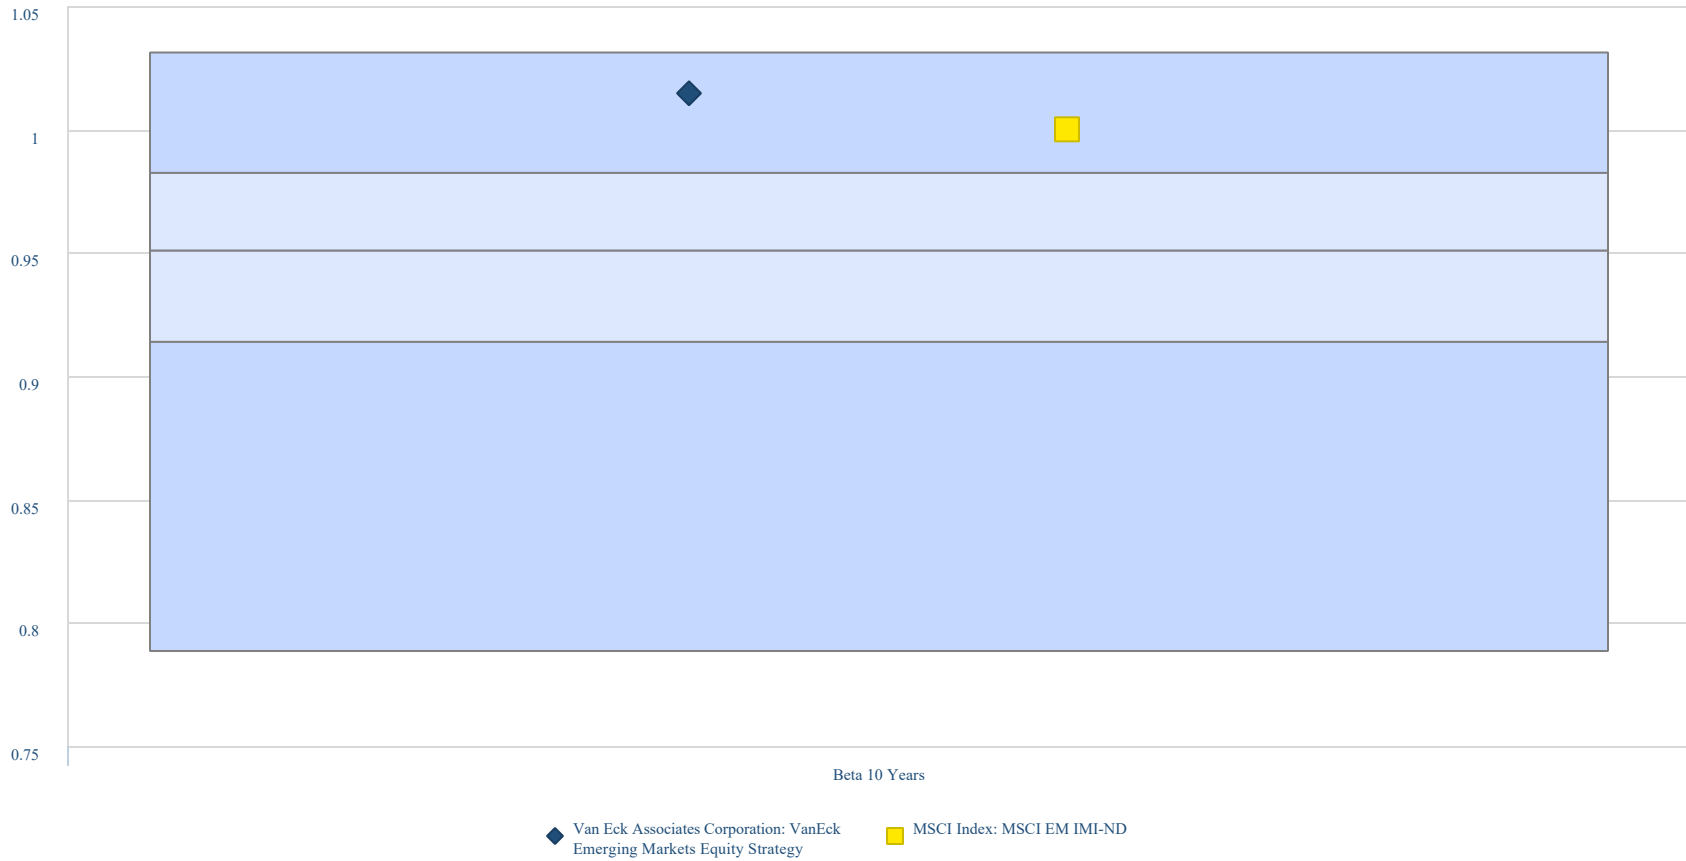 1.05
1
0.95
0.9
0.85
0.8
0.75
Beta 10 Years
Van Eck Associates Corporation: VanEck
Emerging Markets Equity Strategy
MSCI Index: MSCI EM IMI-ND